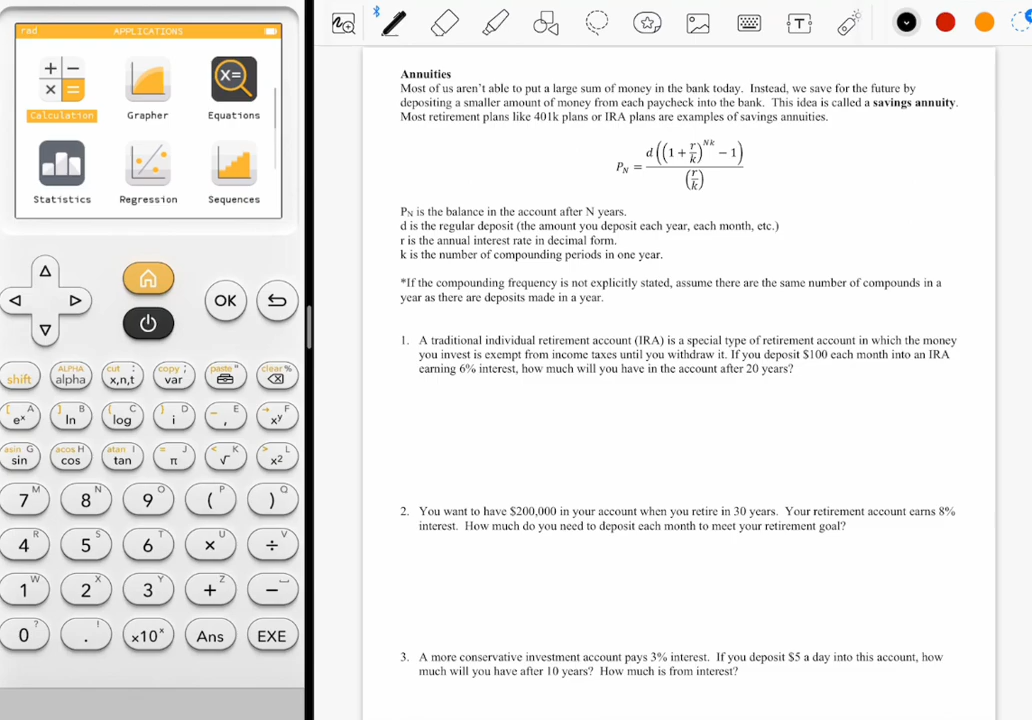 rad APPLICATIONS
Calculation Grapher Equations
Statistics Regression Sequences
OK
shift ALPHA alpha cut : x,n,t copy ; var paste " clear %
[ A eˣ ] B ln { C log } D i _ E , → F xʸ
asin G sin acos H cos atan I tan = J π < K √ > L x²
7 M 8 N 9 O ( P ) Q
4 R 5 S 6 T × U ÷ V
1 W 2 X 3 Y + Z −
0 ? . ! ×10ˣ Ans EXE
T
Annuities
Most of us aren't able to put a large sum of money in the bank today. Instead, we save for the future by
depositing a smaller amount of money from each paycheck into the bank. This idea is called a savings annuity.
Most retirement plans like 401k plans or IRA plans are examples of savings annuities.
P_N = d((1 + r/k)^{Nk} − 1) / (r/k)
P_N is the balance in the account after N years.
d is the regular deposit (the amount you deposit each year, each month, etc.)
r is the annual interest rate in decimal form.
k is the number of compounding periods in one year.
*If the compounding frequency is not explicitly stated, assume there are the same number of compounds in a
year as there are deposits made in a year.
1. A traditional individual retirement account (IRA) is a special type of retirement account in which the money
you invest is exempt from income taxes until you withdraw it. If you deposit $100 each month into an IRA
earning 6% interest, how much will you have in the account after 20 years?
2. You want to have $200,000 in your account when you retire in 30 years. Your retirement account earns 8%
interest. How much do you need to deposit each month to meet your retirement goal?
3. A more conservative investment account pays 3% interest. If you deposit $5 a day into this account, how
much will you have after 10 years? How much is from interest?